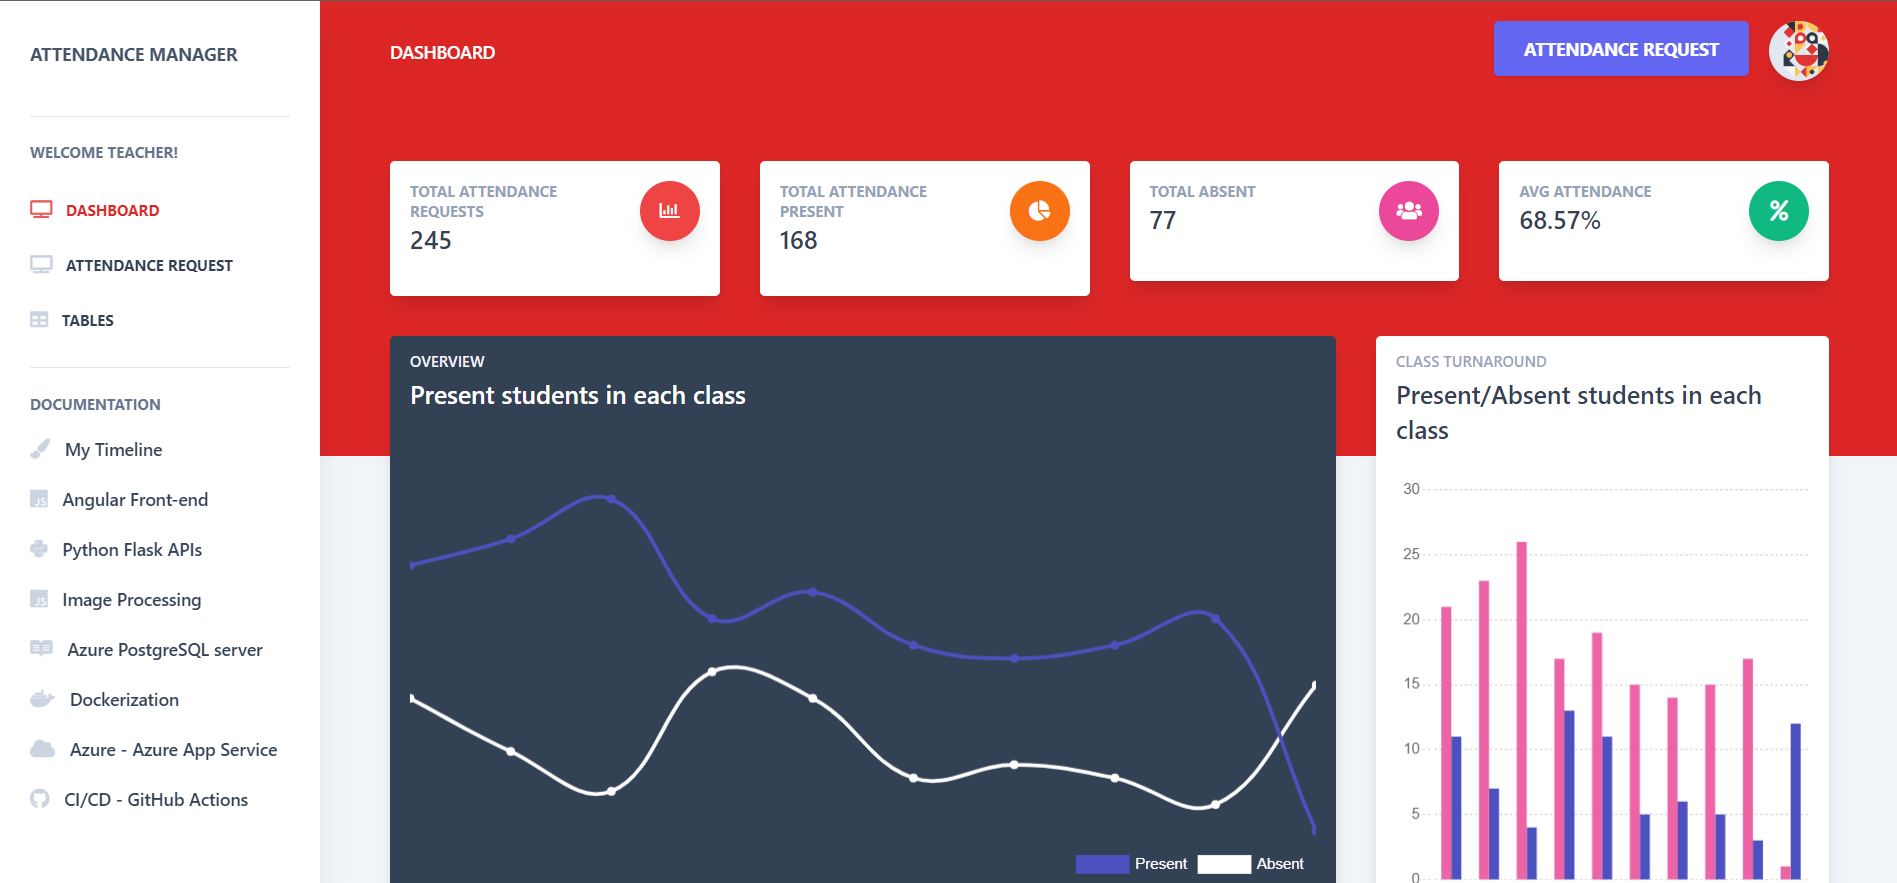 ATTENDANCE MANAGER
WELCOME TEACHER!
DASHBOARD
ATTENDANCE REQUEST
TABLES
DOCUMENTATION
My Timeline
JS
Angular Front-end
Python Flask APIs
JS
Image Processing
Azure PostgreSQL server
Dockerization
Azure - Azure App Service
CI/CD - GitHub Actions
DASHBOARD
ATTENDANCE REQUEST
TOTAL ATTENDANCE
REQUESTS
245
TOTAL ATTENDANCE
PRESENT
168
TOTAL ABSENT
77
AVG ATTENDANCE
68.57%
%
OVERVIEW
Present students in each class
Present
Absent
CLASS TURNAROUND
Present/Absent students in each
class
30
25
20
15
10
5
0